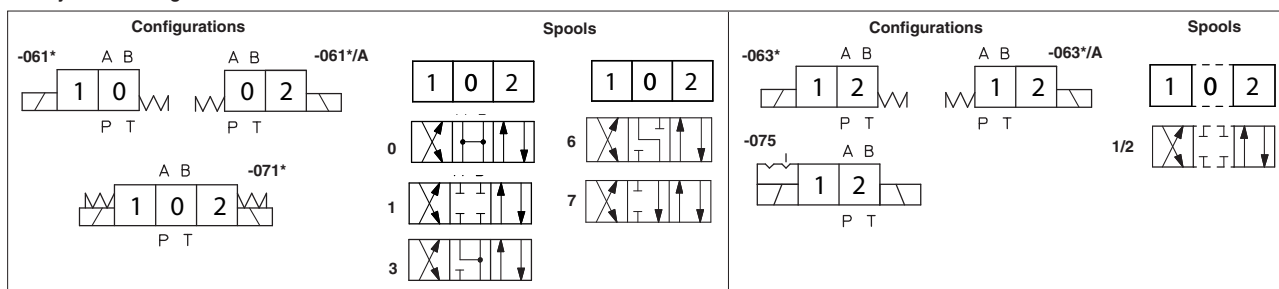 Configurations
Spools
-061*
A B
1 0
P T
A B
-061*/A
0 2
P T
A B
-071*
1 0 2
P T
1 0 2
0
1
3
1 0 2
6
7
Configurations
Spools
-063*
A B
1 2
P T
A B
-063*/A
1 2
P T
-075
A B
1 2
P T
1 0 2
1/2